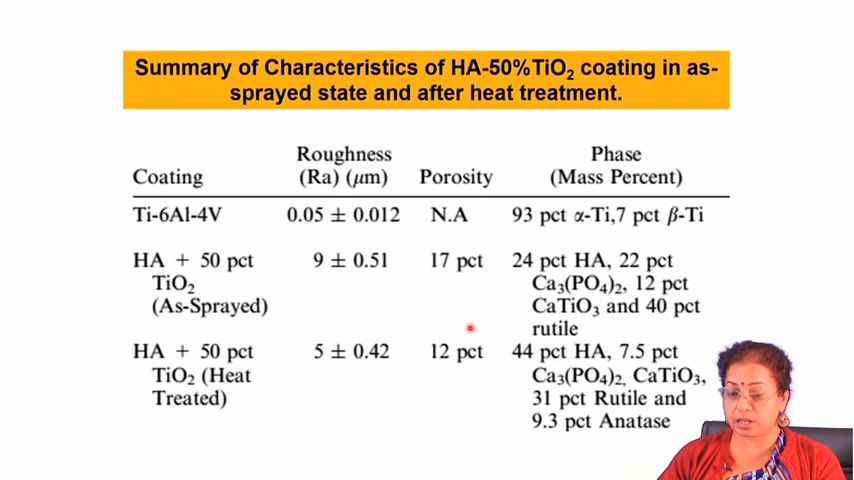 Summary of Characteristics of HA-50%TiO₂ coating in as-
sprayed state and after heat treatment.
Roughness Phase
Coating (Ra) (μm) Porosity (Mass Percent)
Ti-6Al-4V 0.05 ± 0.012 N.A 93 pct α-Ti,7 pct β-Ti
HA + 50 pct 9 ± 0.51 17 pct 24 pct HA, 22 pct
TiO₂ Ca₃(PO₄)₂, 12 pct
(As-Sprayed) CaTiO₃ and 40 pct
rutile
HA + 50 pct 5 ± 0.42 12 pct 44 pct HA, 7.5 pct
TiO₂ (Heat Ca₃(PO₄)₂, CaTiO₃,
Treated) 31 pct Rutile and
9.3 pct Anatase